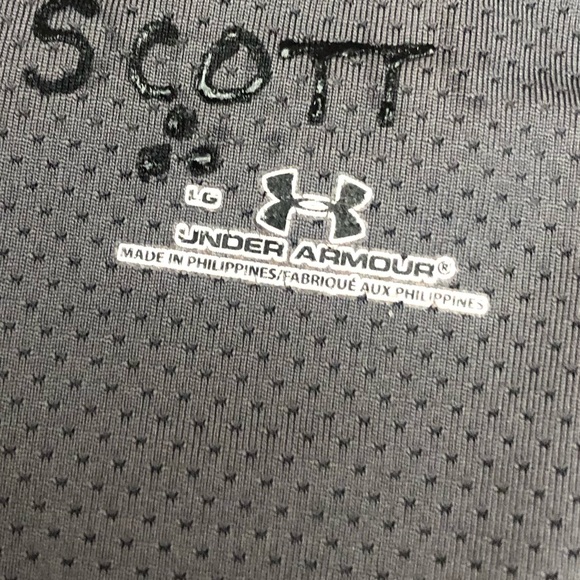 SCOTT
LG
UNDER ARMOUR®
MADE IN PHILIPPINES/FABRIQUÉ AUX PHILIPPINES